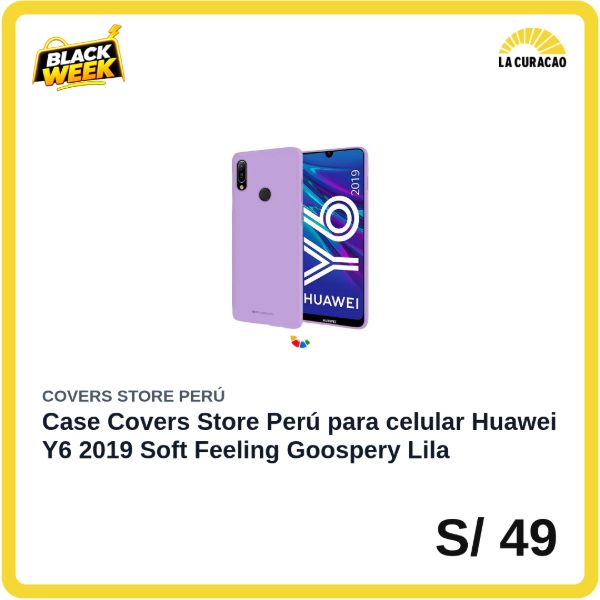 BLACK
WEEK
LA CURACAO
2019
Y6
HUAWEI
HUAWEI
COVERS STORE PERÚ
Case Covers Store Perú para celular Huawei
Y6 2019 Soft Feeling Goospery Lila
S/ 49